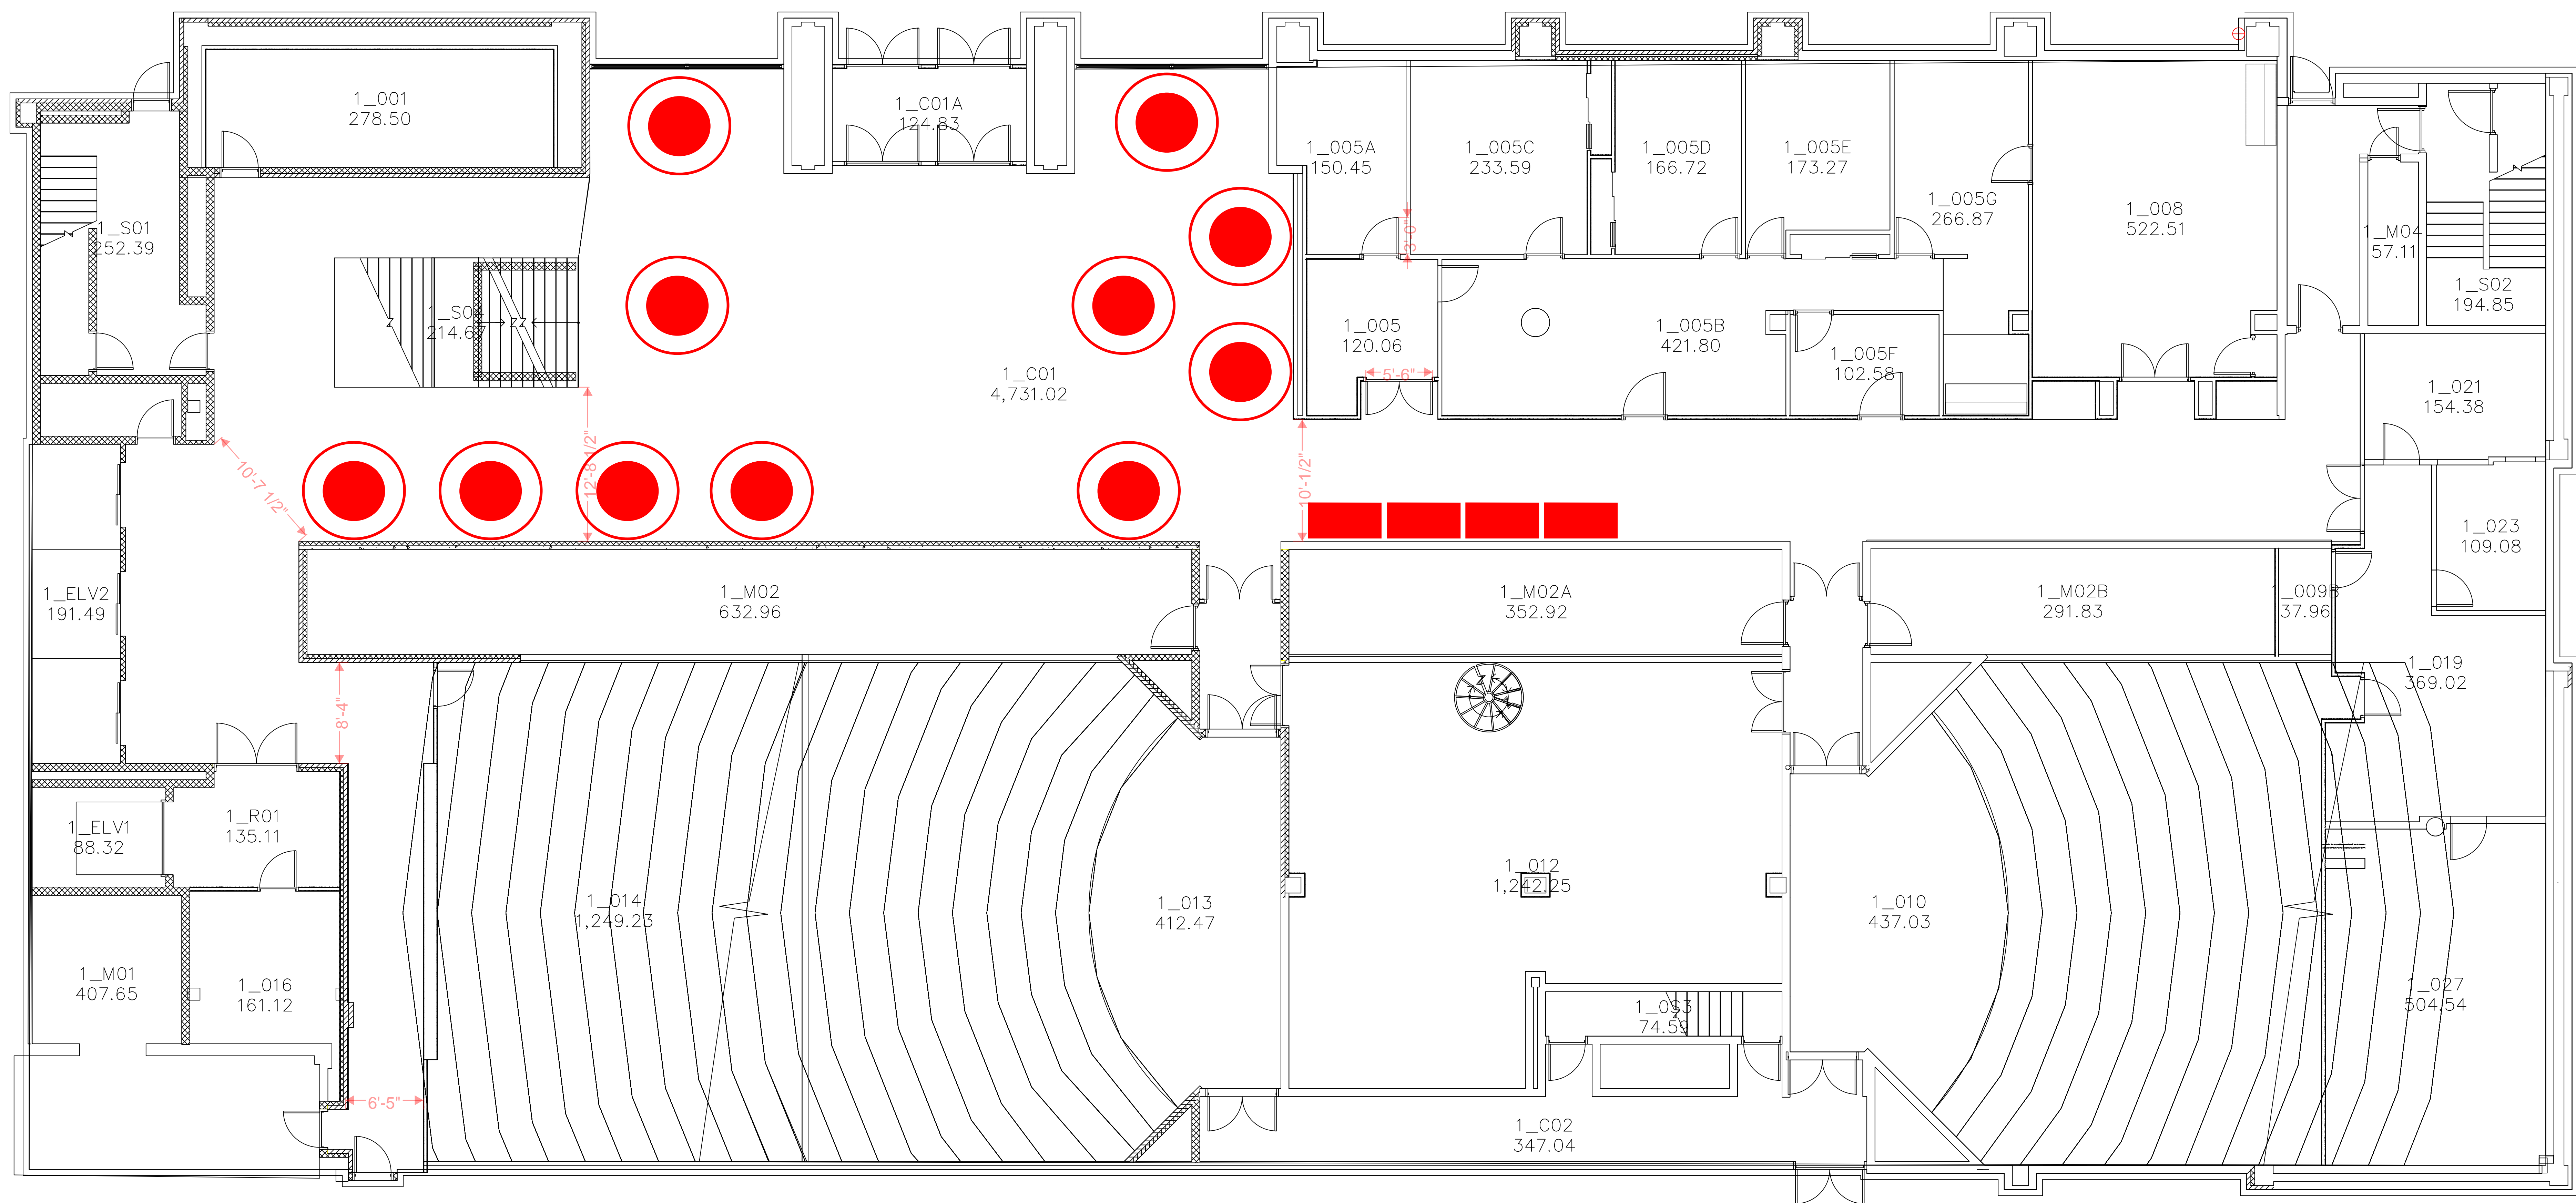 1_001
278.50
1_C01A
124.83
1_005A
150.45
1_005C
233.59
1_005D
166.72
1_005E
173.27
1_005G
266.87
1_008
522.51
1_M04
57.11
1_S02
194.85
1_S01
252.39
3'-0"
1_S04
214.67
1_005
120.06
1_005B
421.80
1_005F
102.58
5'-6"
1_C01
4,731.02
1_021
154.38
10'-7 1/2"
12'-8 1/2"
10'-1/2"
1_023
109.08
1_ELV2
191.49
1_M02
632.96
1_M02A
352.92
1_M02B
291.83
1_009B
37.96
1_019
369.02
8'-4"
1_ELV1
88.32
1_R01
135.11
1_014
1,249.23
1_013
412.47
1_012
1,242.25
1_010
437.03
1_M01
407.65
1_016
161.12
1_0S3
74.59
1_027
504.54
6'-5"
1_C02
347.04